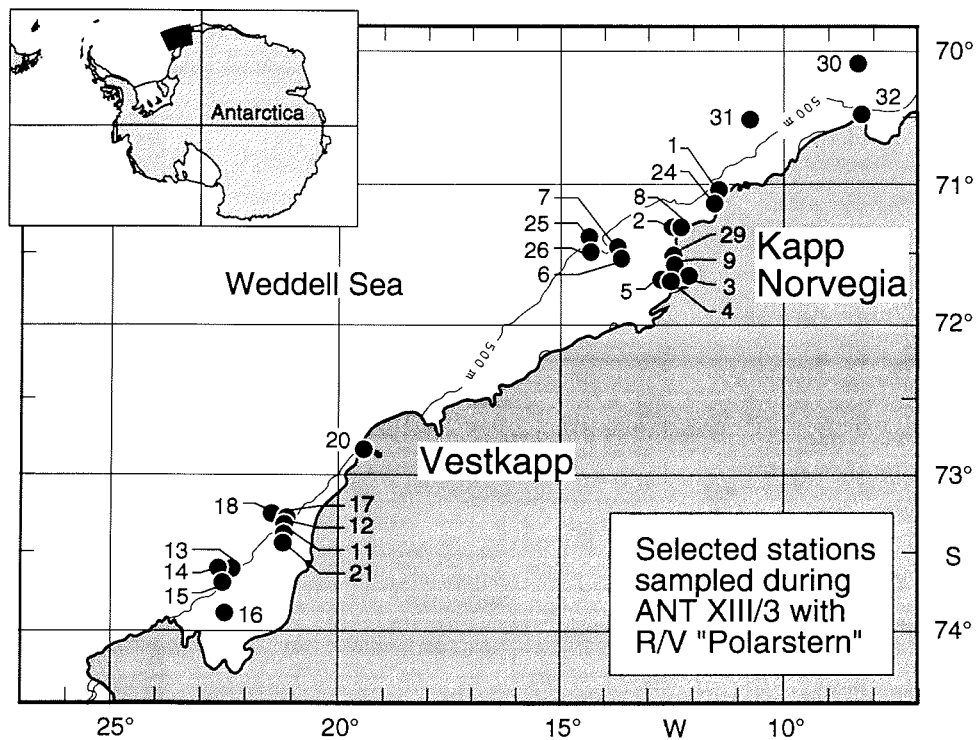 Antarctica
70°
30
32
31
500 m
1
24
71°
7
8
2
25
29
Kapp
Norvegia
26
9
6
Weddell Sea
5
3
4
72°
500 m
20
Vestkapp
73°
18
17
12
13
11
14
21
15
16
Selected stations
sampled during
ANT XIII/3 with
R/V "Polarstern"
S
74°
25°
20°
15°
W
10°